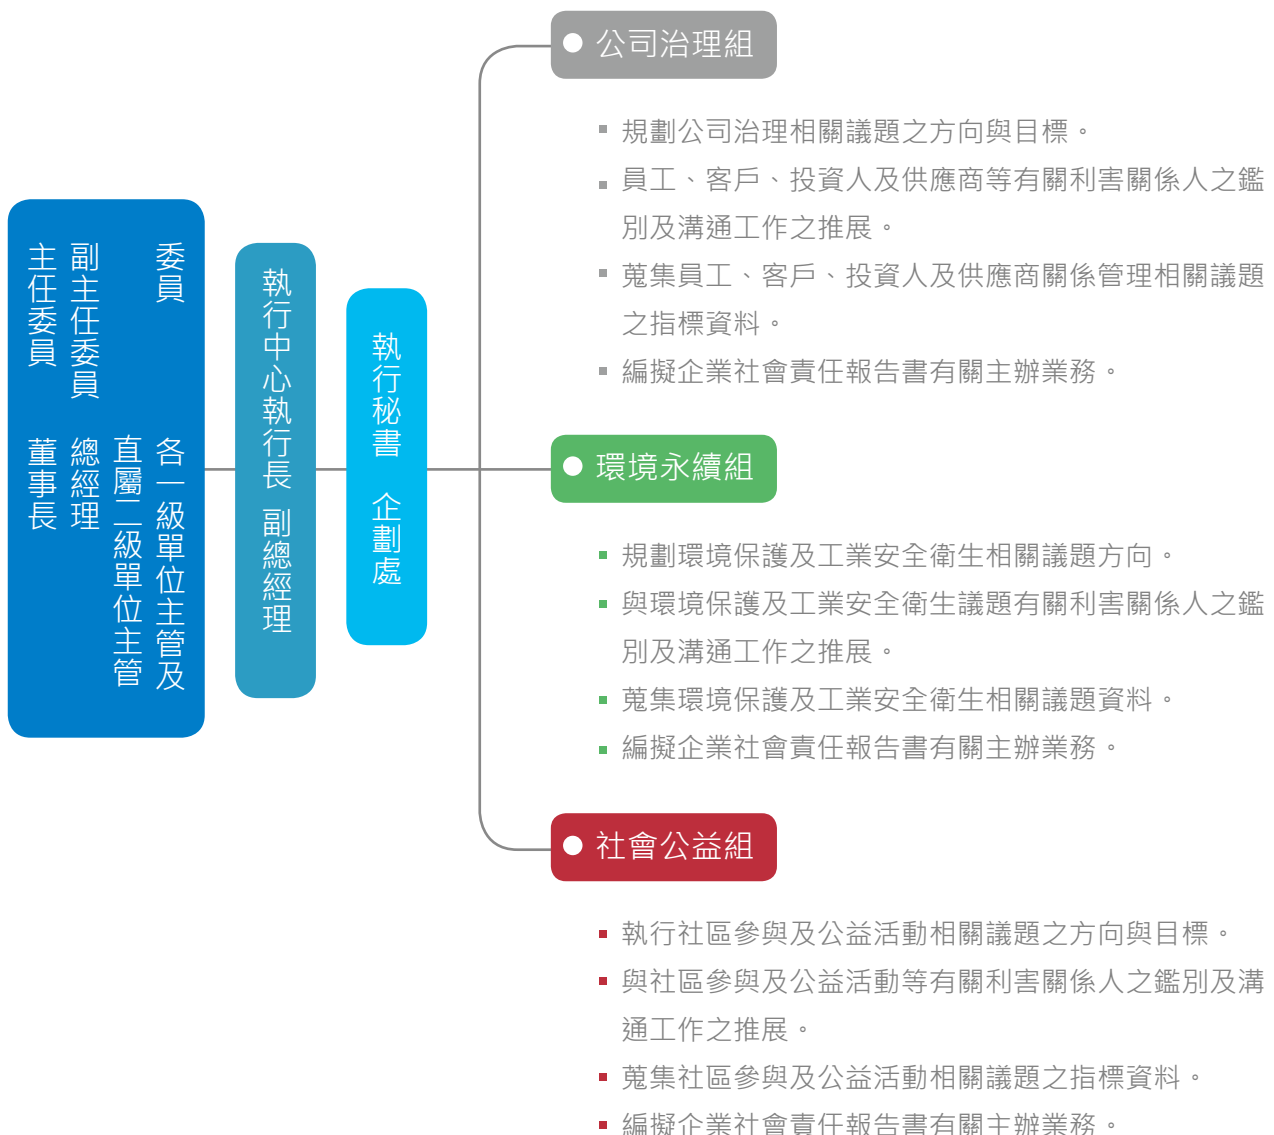 主任委員　董事長
副主任委員　總經理
委員　各一級單位主管及
直屬二級單位主管
執行中心執行長　副總經理
執行秘書　企劃處
公司治理組
規劃公司治理相關議題之方向與目標。
員工、客戶、投資人及供應商等有關利害關係人之鑑
別及溝通工作之推展。
蒐集員工、客戶、投資人及供應商關係管理相關議題
之指標資料。
編擬企業社會責任報告書有關主辦業務。
環境永續組
規劃環境保護及工業安全衛生相關議題方向。
與環境保護及工業安全衛生議題有關利害關係人之鑑
別及溝通工作之推展。
蒐集環境保護及工業安全衛生相關議題資料。
編擬企業社會責任報告書有關主辦業務。
社會公益組
執行社區參與及公益活動相關議題之方向與目標。
與社區參與及公益活動等有關利害關係人之鑑別及溝
通工作之推展。
蒐集社區參與及公益活動相關議題之指標資料。
編擬企業社會責任報告書有關主辦業務。